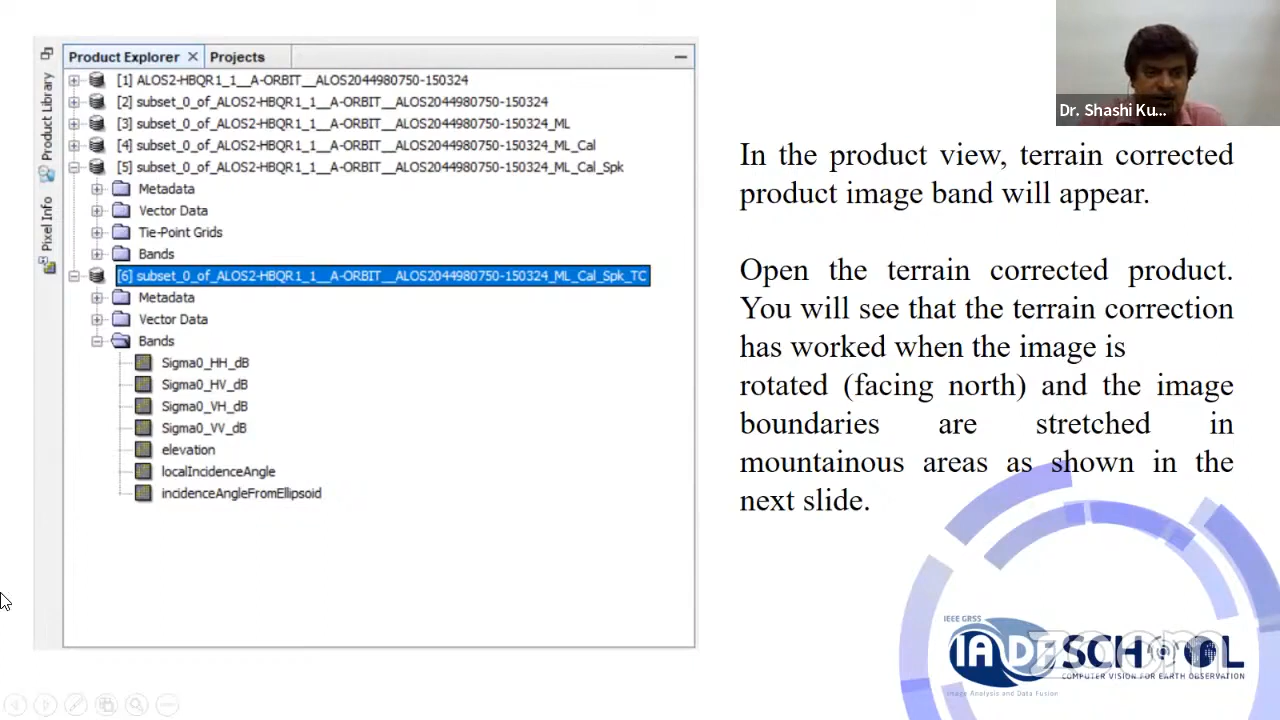 Product Explorer
Projects
Product Library
Pixel Info
[1] ALOS2-HBQR1_1__A-ORBIT__ALOS2044980750-150324
[2] subset_0_of_ALOS2-HBQR1_1__A-ORBIT__ALOS2044980750-150324
[3] subset_0_of_ALOS2-HBQR1_1__A-ORBIT__ALOS2044980750-150324_ML
[4] subset_0_of_ALOS2-HBQR1_1__A-ORBIT__ALOS2044980750-150324_ML_Cal
[5] subset_0_of_ALOS2-HBQR1_1__A-ORBIT__ALOS2044980750-150324_ML_Cal_Spk
Metadata
Vector Data
Tie-Point Grids
Bands
[6] subset_0_of_ALOS2-HBQR1_1__A-ORBIT__ALOS2044980750-150324_ML_Cal_Spk_TC
Metadata
Vector Data
Bands
Sigma0_HH_dB
Sigma0_HV_dB
Sigma0_VH_dB
Sigma0_VV_dB
elevation
localIncidenceAngle
incidenceAngleFromEllipsoid
Dr. Shashi Ku...
In the product view, terrain corrected
product image band will appear.
Open the terrain corrected product.
You will see that the terrain correction
has worked when the image is
rotated (facing north) and the image
boundaries are stretched in
mountainous areas as shown in the
next slide.
IEEE GRSS
IADF SCHOOL
zoom
COMPUTER VISION FOR EARTH OBSERVATION
Image Analysis and Data Fusion